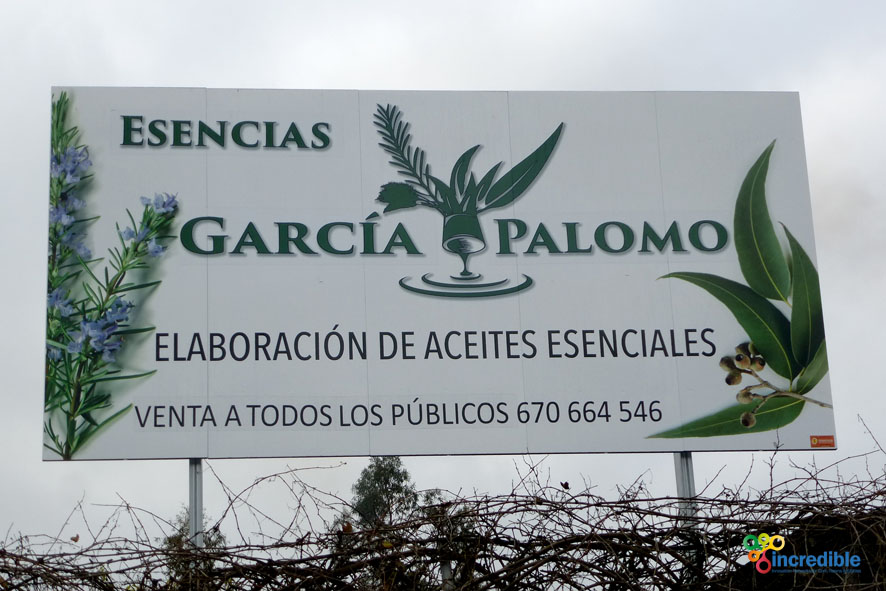 ESENCIAS
GARCÍA PALOMO
ELABORACIÓN DE ACEITES ESENCIALES
VENTA A TODOS LOS PÚBLICOS 670 664 546
incredible